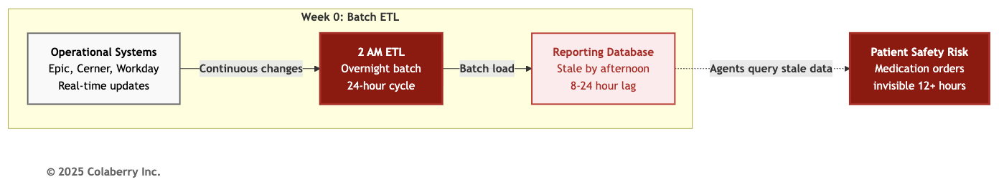 Week 0: Batch ETL
Operational Systems
Epic, Cerner, Workday
Real-time updates
Continuous changes
2 AM ETL
Overnight batch
24-hour cycle
Batch load
Reporting Database
Stale by afternoon
8-24 hour lag
Agents query stale data
Patient Safety Risk
Medication orders
invisible 12+ hours
© 2025 Colaberry Inc.